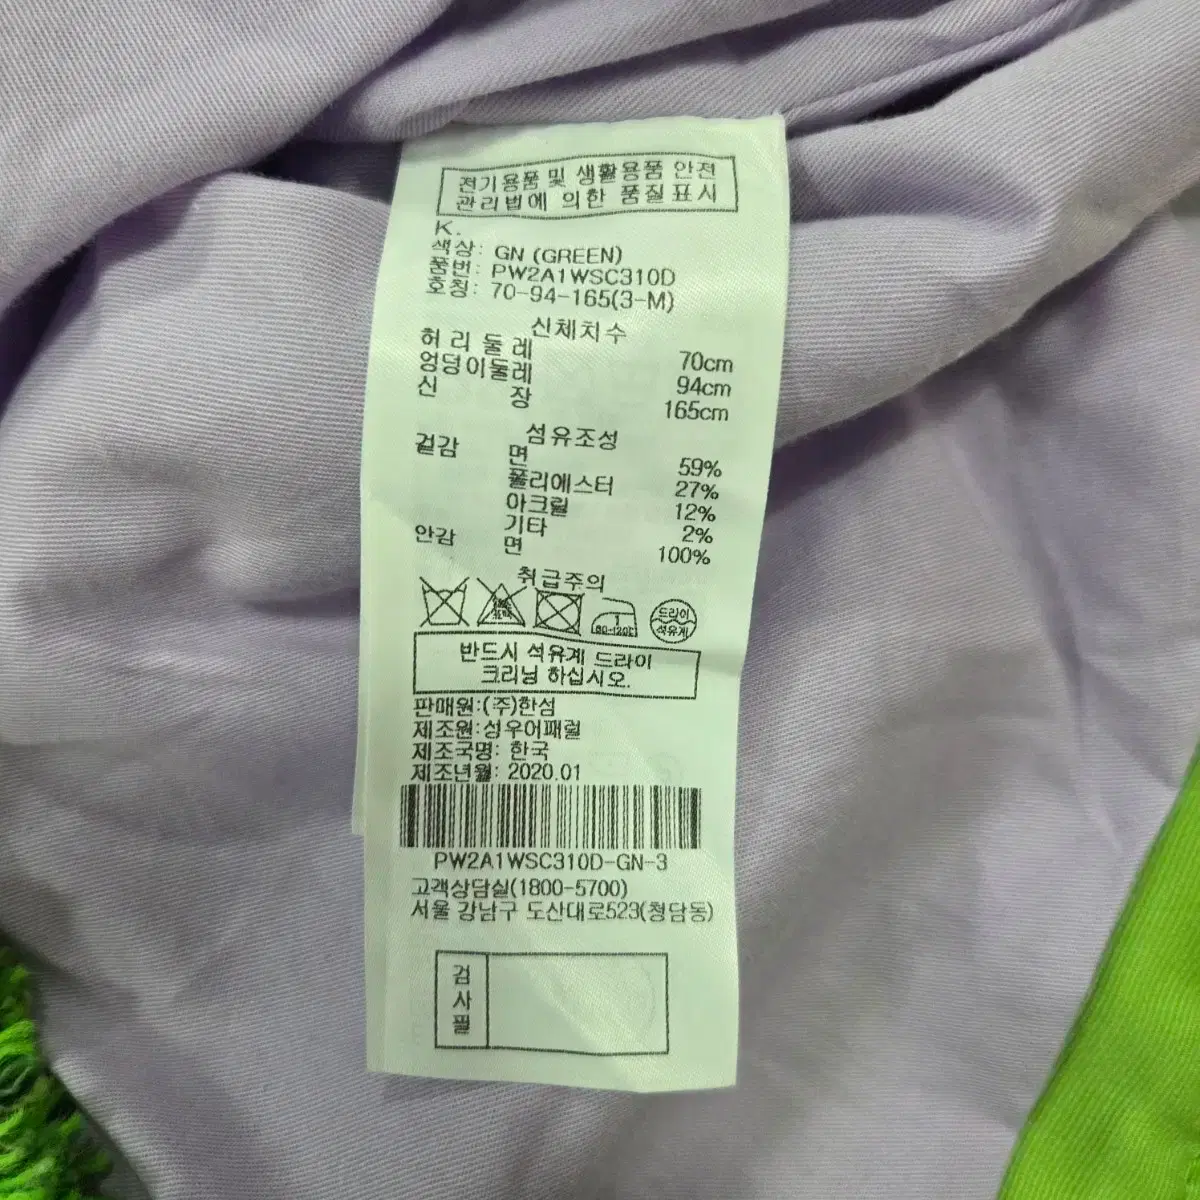 전기용품 및 생활용품 안전
관리법에 의한 품질표시
K.
색상: GN (GREEN)
품번: PW2A1WSC310D
호칭: 70-94-165(3-M)
신체치수
허리둘레 70cm
엉덩이둘레 94cm
신장 165cm
섬유조성
겉감 면 59%
폴리에스터 27%
아크릴 12%
기타 2%
안감 면 100%
취급주의
80-120℃
드라이
석유계
반드시 석유계 드라이
크리닝 하십시오.
판매원:(주)한섬
제조원:성우어패럴
제조국명: 한국
제조년월: 2020.01
PW2A1WSC310D-GN-3
고객상담실(1800-5700)
서울 강남구 도산대로523(청담동)
검
사
필